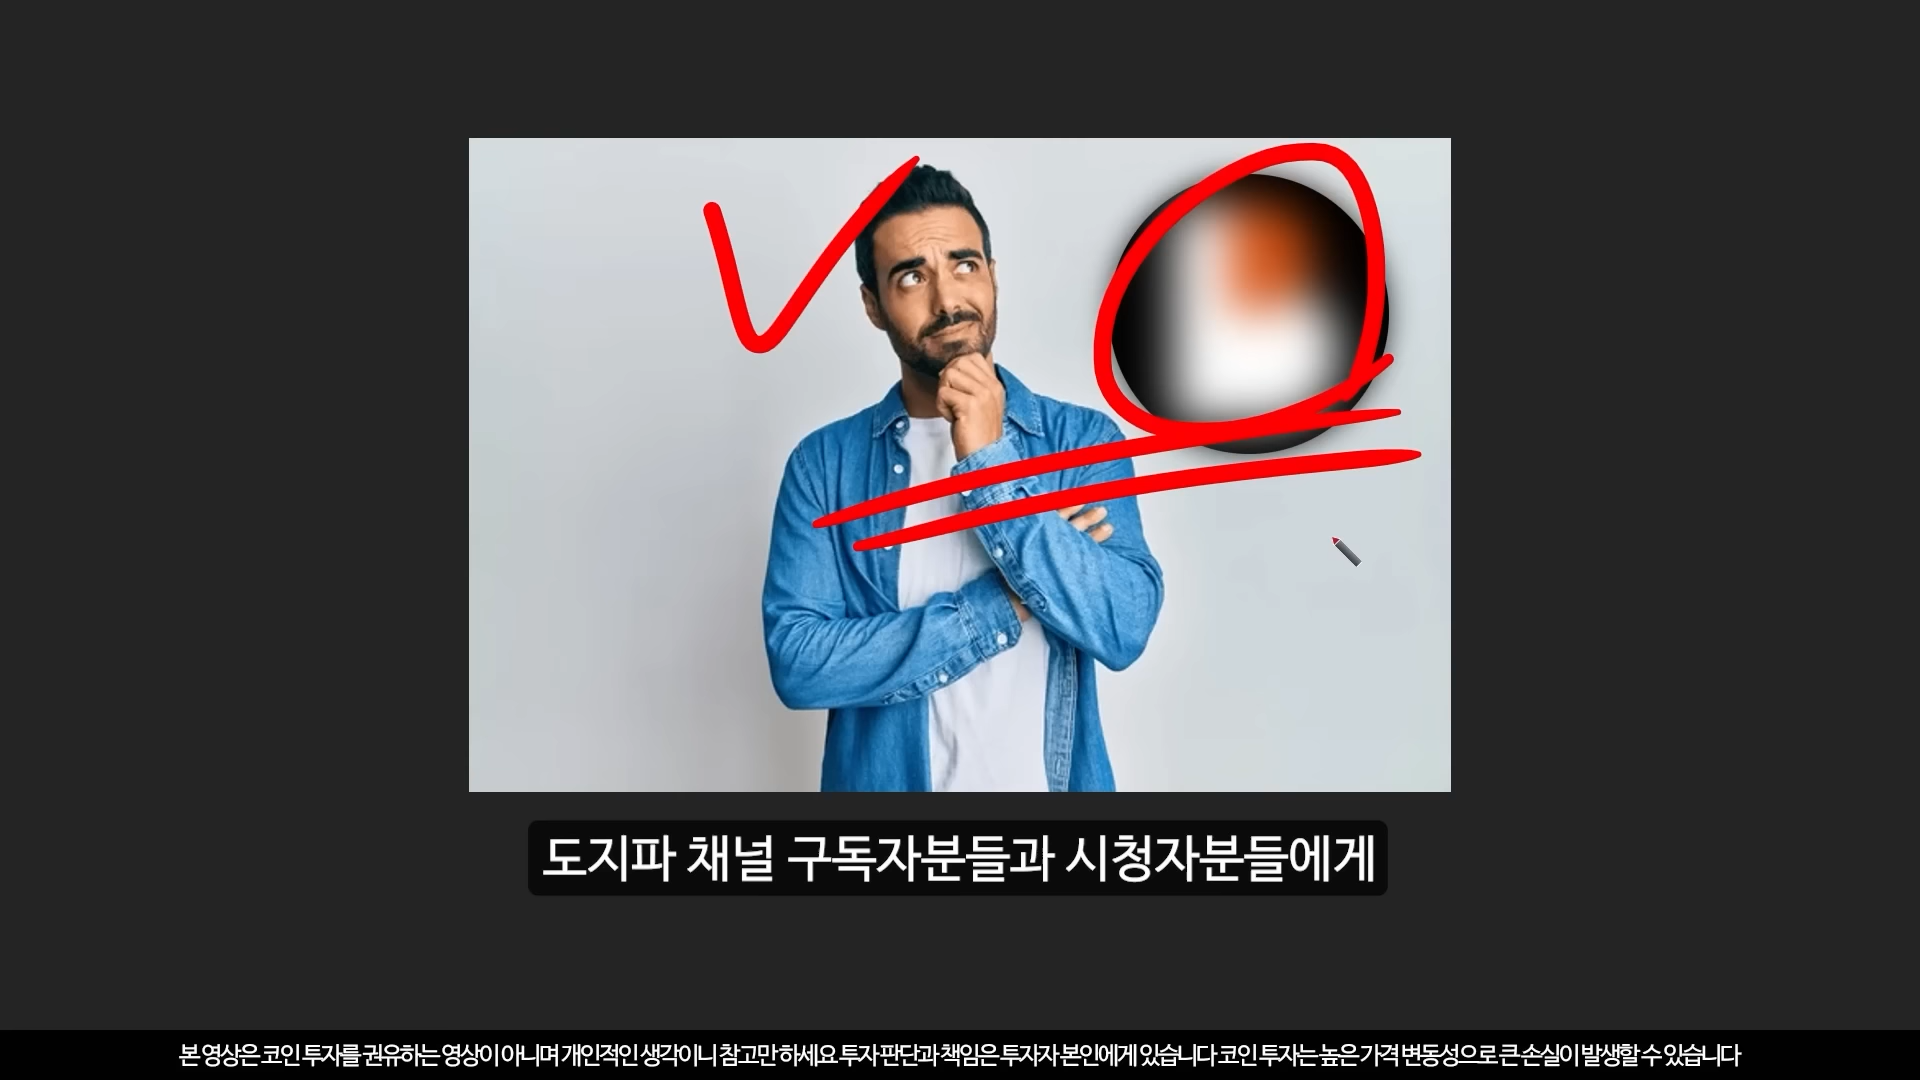 도지파 채널 구독자분들과 시청자분들에게
본 영상은 코인 투자를 권유하는 영상이 아니며 개인적인 생각이니 참고만 하세요 투자 판단과 책임은 투자자 본인에게 있습니다 코인 투자는 높은 가격 변동성으로 큰 손실이 발생할 수 있습니다